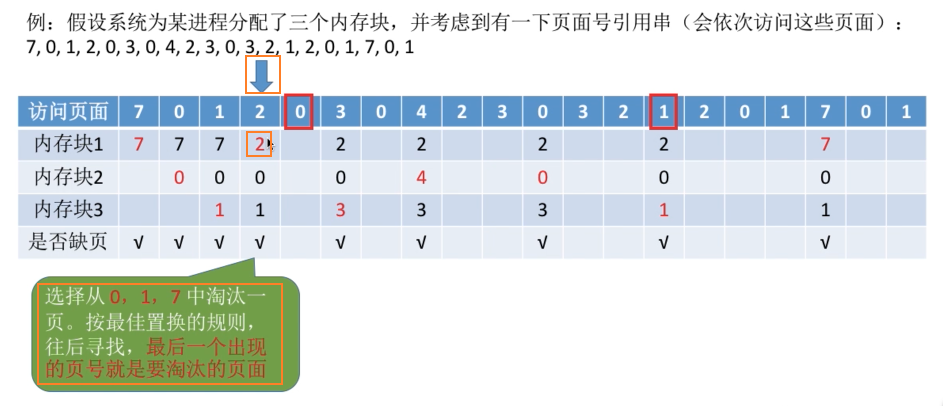 例：假设系统为某进程分配了三个内存块，并考虑到有一下页面号引用串（会依次访问这些页面）：
7, 0, 1, 2, 0, 3, 0, 4, 2, 3, 0, 3, 2, 1, 2, 0, 1, 7, 0, 1
访问页面 7 0 1 2 0 3 0 4 2 3 0 3 2 1 2 0 1 7 0 1
内存块1 7 7 7 2 2 2 2 2 7
内存块2 0 0 0 0 4 0 0 0
内存块3 1 1 3 3 3 1 1
是否缺页 √ √ √ √ √ √ √ √ √
选择从 0，1，7 中淘汰一
页。按最佳置换的规则，
往后寻找，最后一个出现
的页号就是要淘汰的页面